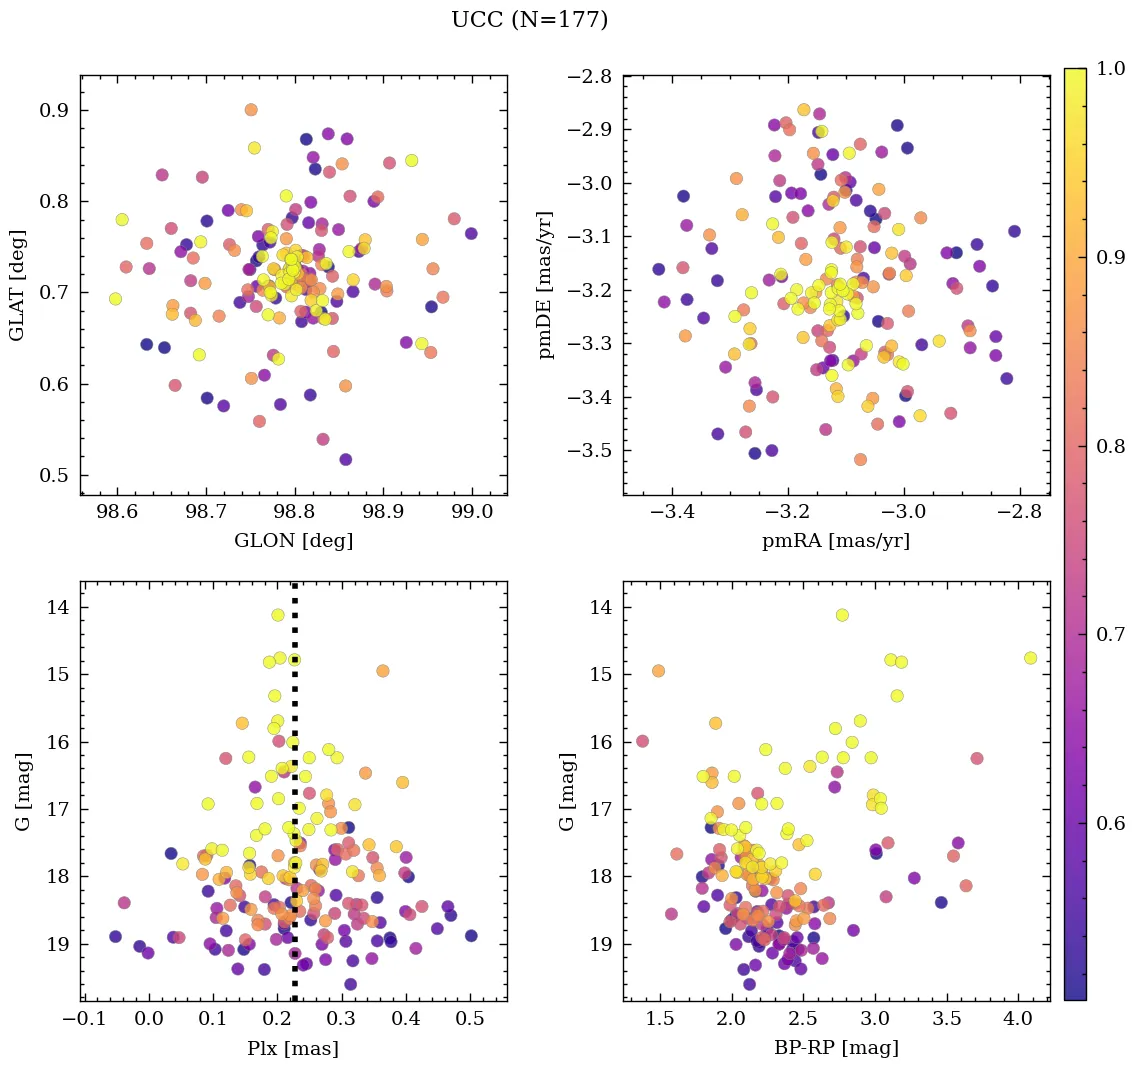 UCC (N=177)
0.9
0.8
0.7
0.6
0.5
GLAT [deg]
98.6 98.7 98.8 98.9 99.0
GLON [deg]
−2.8
−2.9
−3.0
−3.1
−3.2
−3.3
−3.4
−3.5
pmDE [mas/yr]
−3.4 −3.2 −3.0 −2.8
pmRA [mas/yr]
14
15
16
17
18
19
G [mag]
−0.1 0.0 0.1 0.2 0.3 0.4 0.5
Plx [mas]
14
15
16
17
18
19
G [mag]
1.5 2.0 2.5 3.0 3.5 4.0
BP-RP [mag]
1.0
0.9
0.8
0.7
0.6